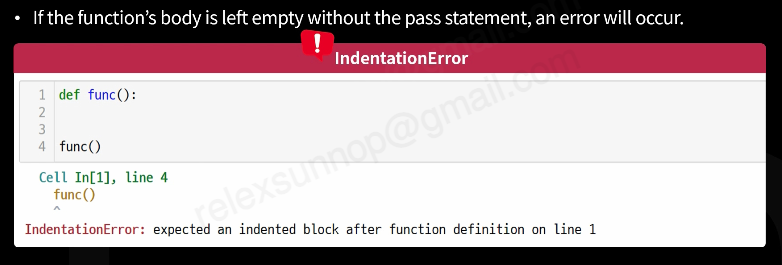 • If the function’s body is left empty without the pass statement, an error will occur.
! IndentationError
1 def func():
2
3
4 func()
Cell In[1], line 4
func()
^
IndentationError: expected an indented block after function definition on line 1
relexsunnop@gmail.com